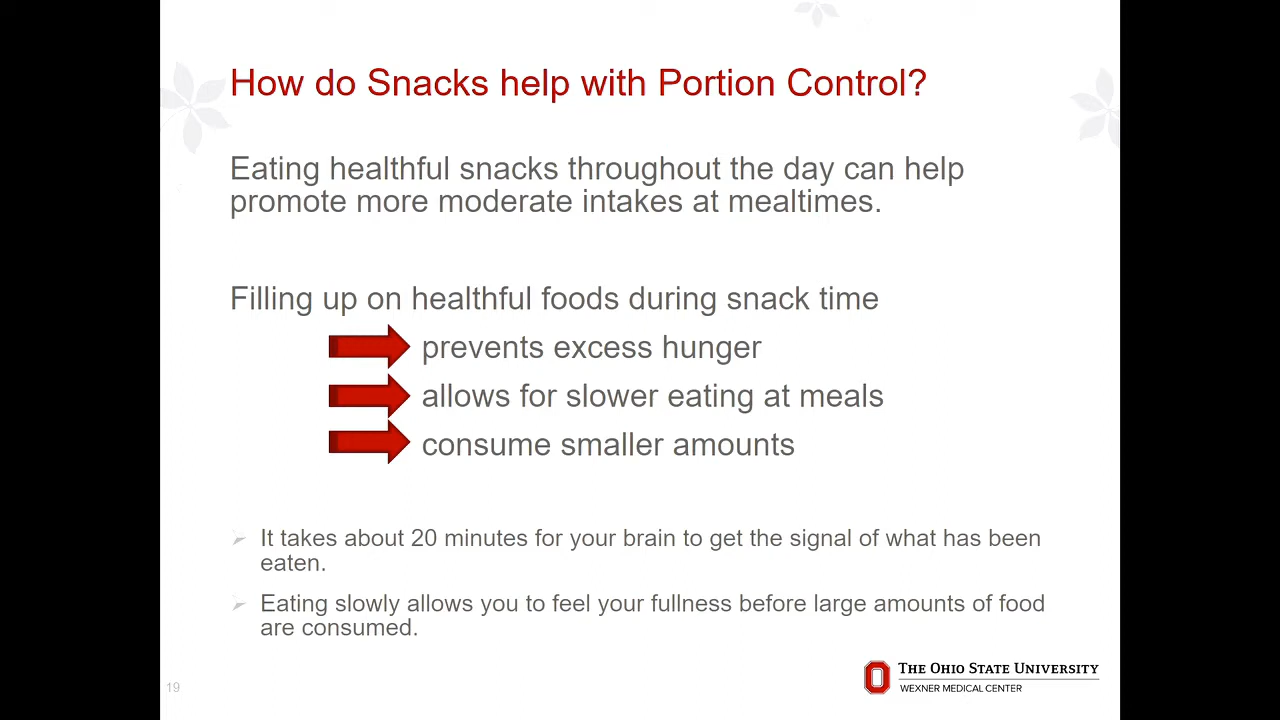 How do Snacks help with Portion Control?
Eating healthful snacks throughout the day can help
promote more moderate intakes at mealtimes.
Filling up on healthful foods during snack time
prevents excess hunger
allows for slower eating at meals
consume smaller amounts
It takes about 20 minutes for your brain to get the signal of what has been
eaten.
Eating slowly allows you to feel your fullness before large amounts of food
are consumed.
THE OHIO STATE UNIVERSITY
WEXNER MEDICAL CENTER
19